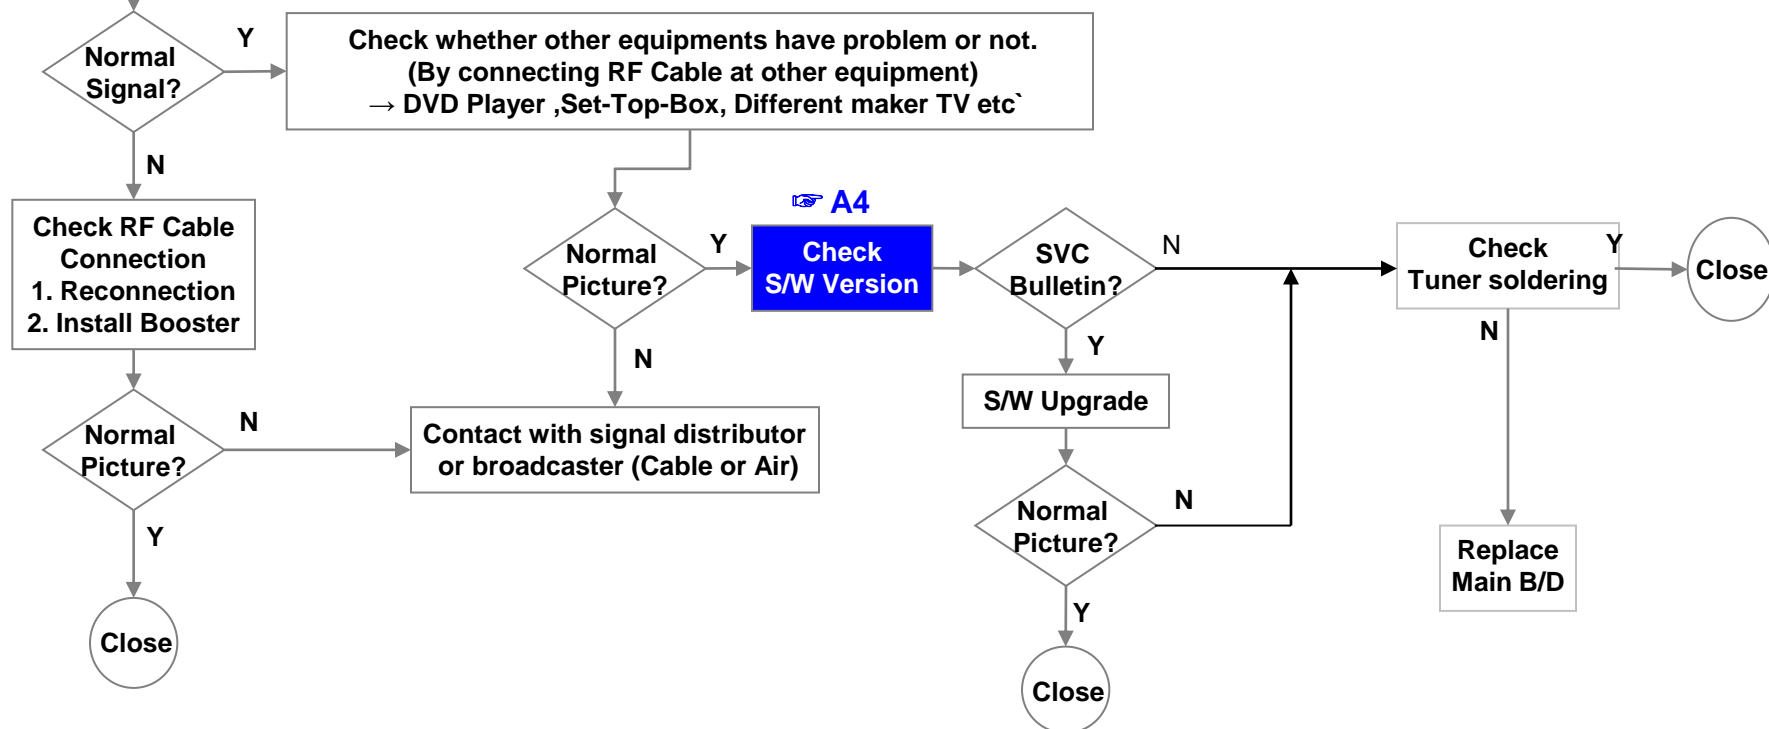 Normal
Signal?
Y
Check whether other equipments have problem or not.
(By connecting RF Cable at other equipment)
→ DVD Player ,Set-Top-Box, Different maker TV etc`
N
Check RF Cable
Connection
1. Reconnection
2. Install Booster
Normal
Picture?
Y
☞ A4
Check
S/W Version
SVC
Bulletin?
N
Check
Tuner soldering
Y
Close
N
Y
N
S/W Upgrade
Normal
Picture?
N
Contact with signal distributor
or broadcaster (Cable or Air)
Normal
Picture?
N
Replace
Main B/D
Y
Close
Y
Close